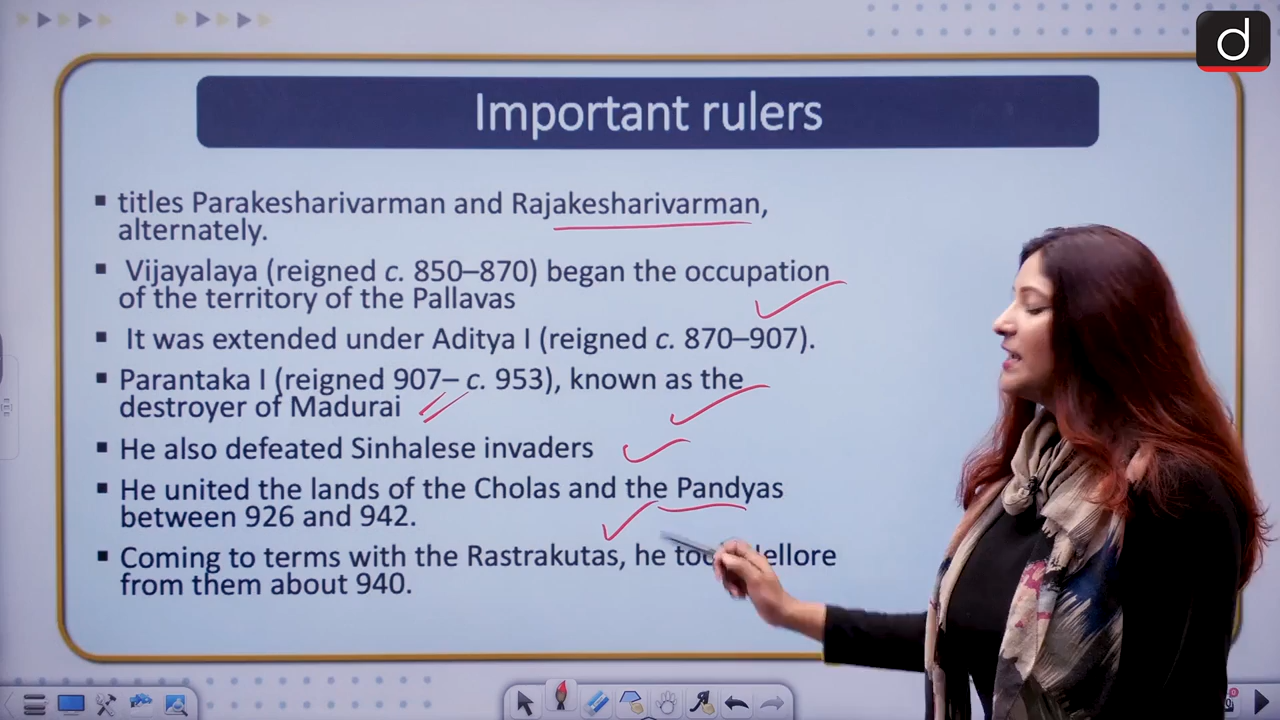 d
Important rulers
▪ titles Parakesharivarman and Rajakesharivarman,
alternately.
▪ Vijayalaya (reigned c. 850–870) began the occupation
of the territory of the Pallavas
▪ It was extended under Aditya I (reigned c. 870–907).
▪ Parantaka I (reigned 907– c. 953), known as the
destroyer of Madurai
▪ He also defeated Sinhalese invaders
▪ He united the lands of the Cholas and the Pandyas
between 926 and 942.
▪ Coming to terms with the Rastrakutas, he
from them about 940.